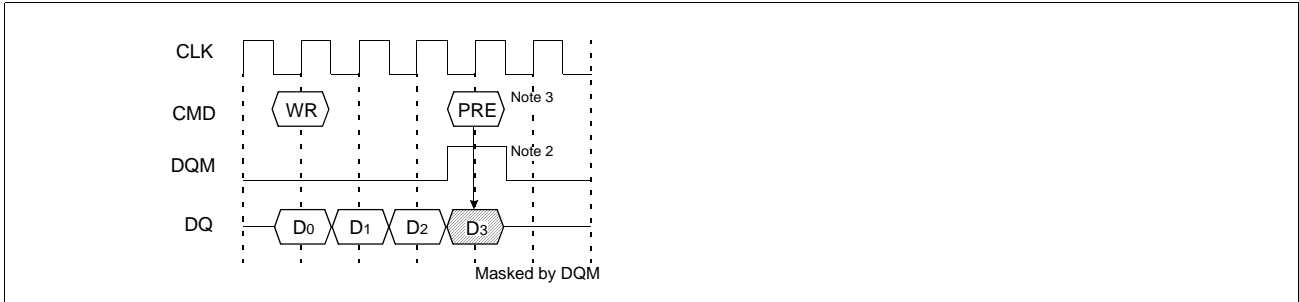 CLK
CMD WR PRE Note 3
DQM Note 2
DQ D0 D1 D2 D3
Masked by DQM